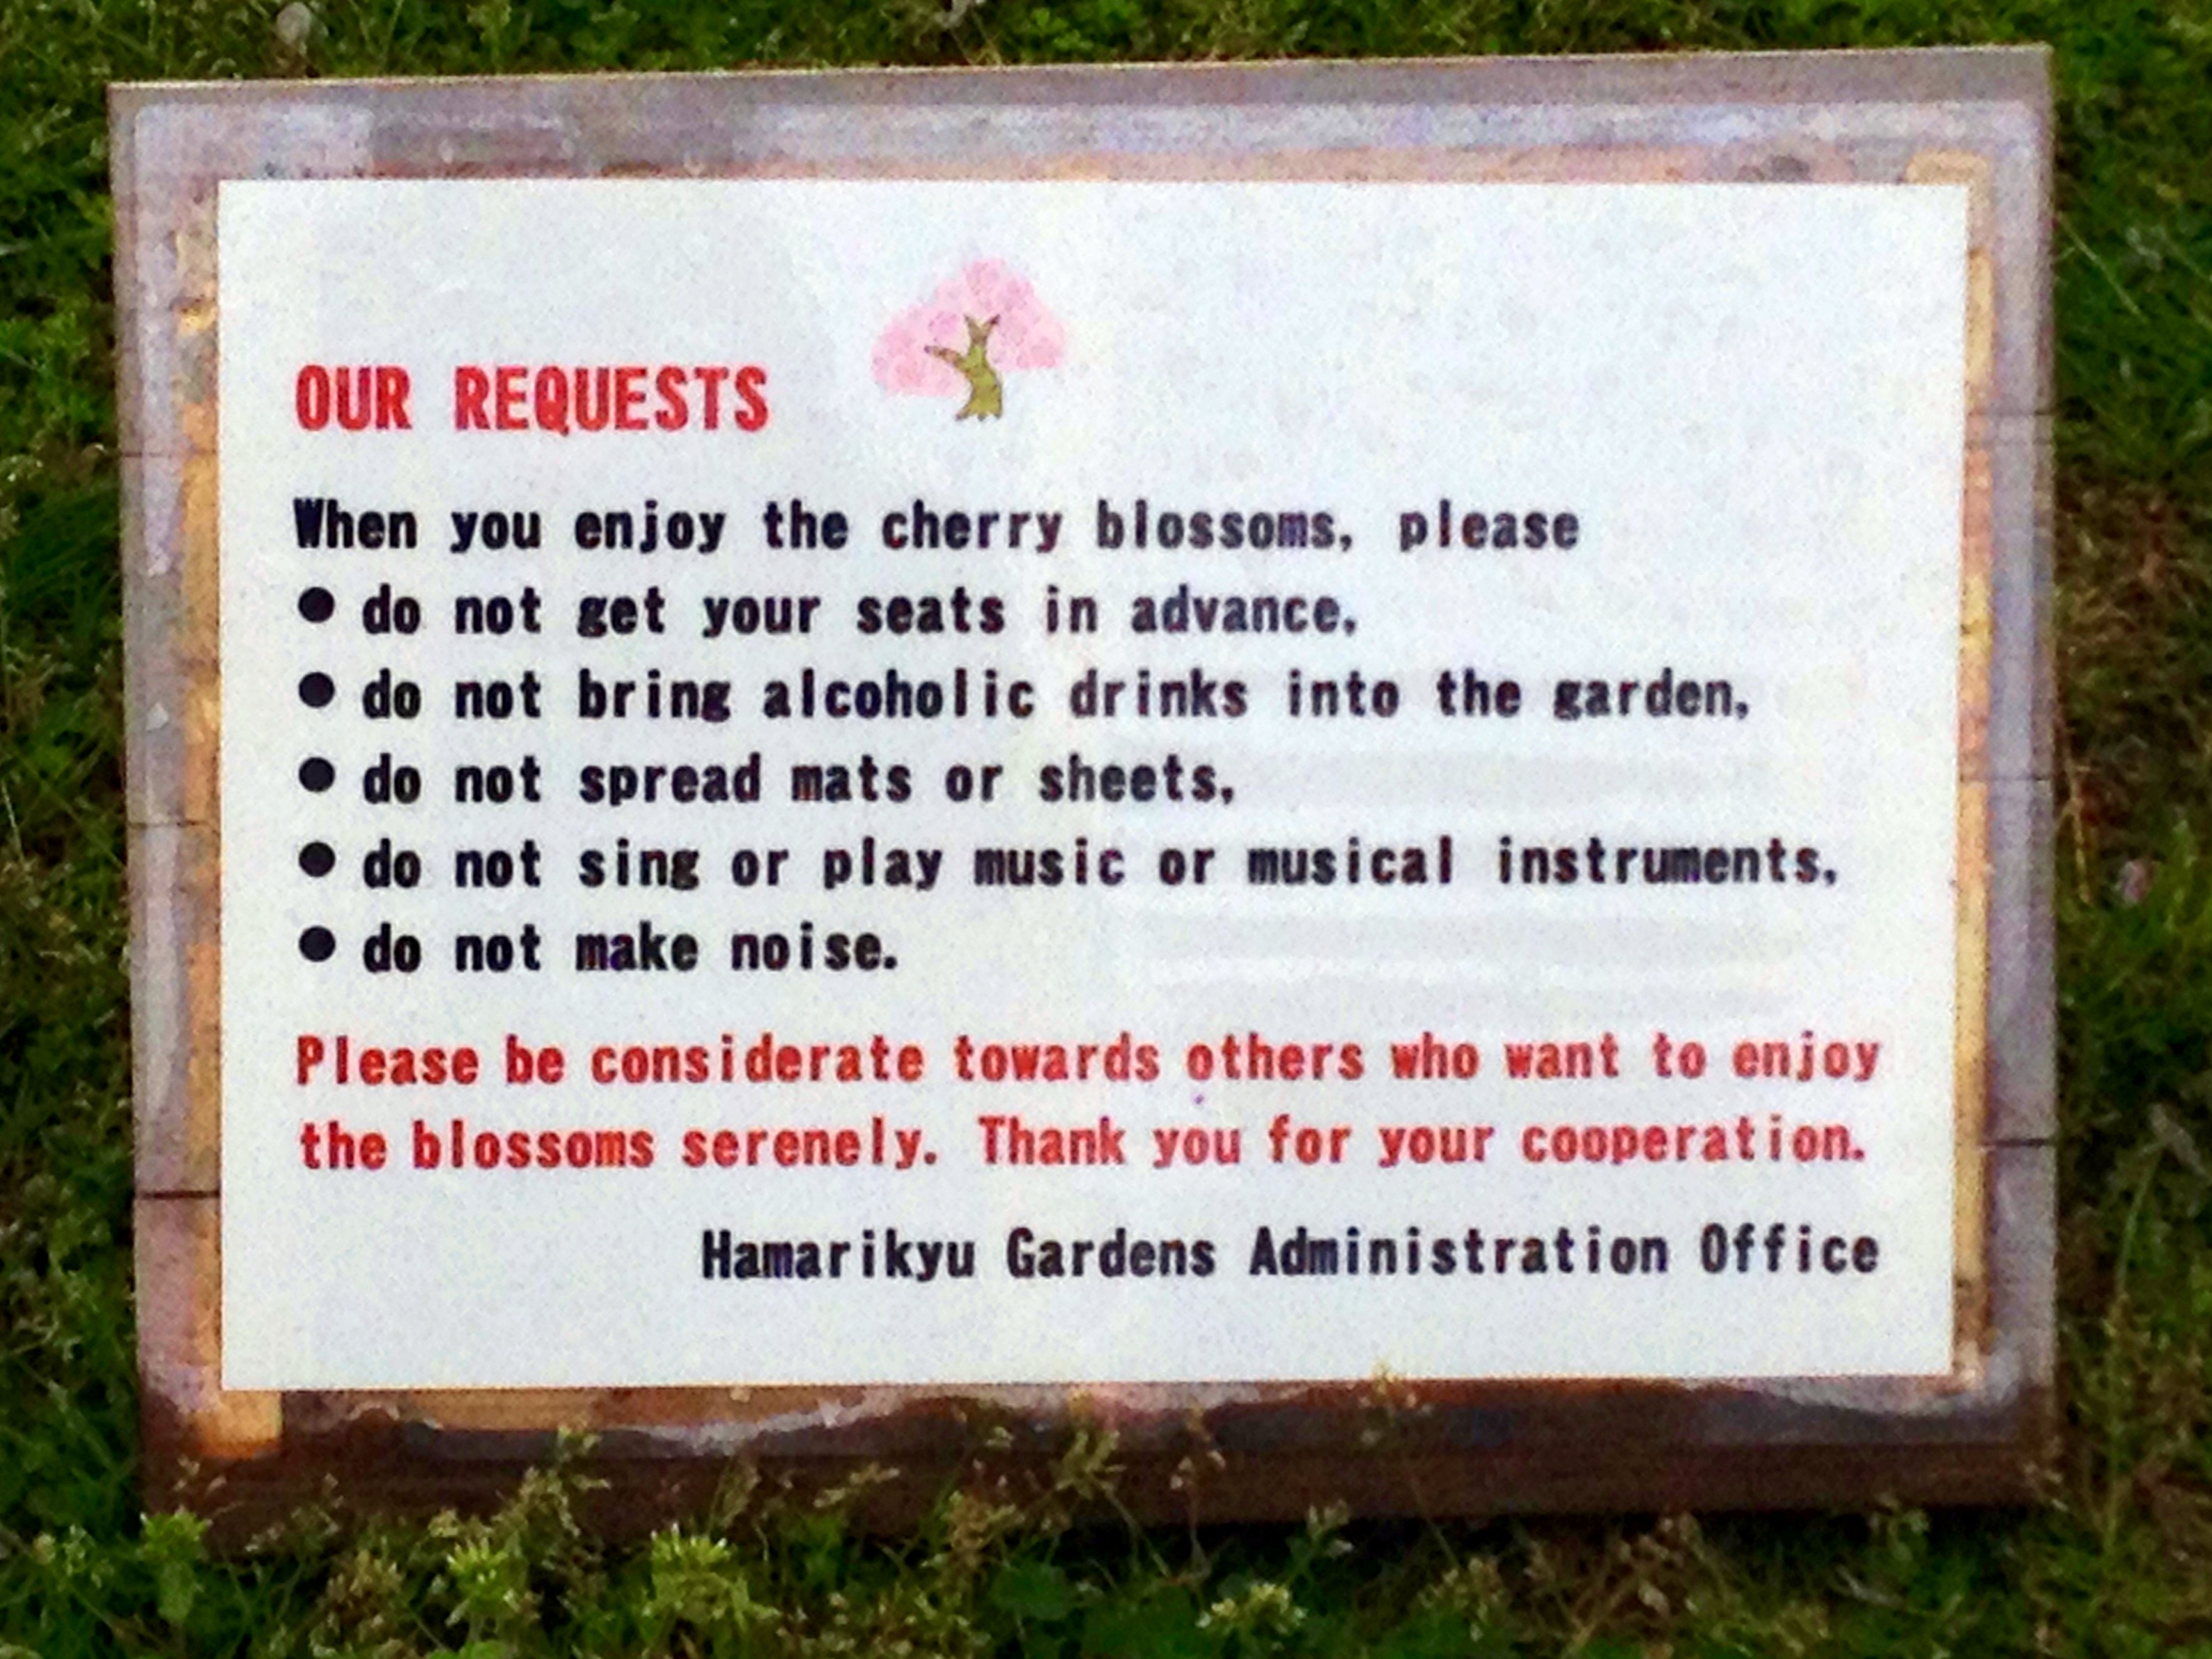 OUR REQUESTS
When you enjoy the cherry blossoms, please
● do not get your seats in advance,
● do not bring alcoholic drinks into the garden,
● do not spread mats or sheets,
● do not sing or play music or musical instruments,
● do not make noise.
Please be considerate towards others who want to enjoy
the blossoms serenely. Thank you for your cooperation.
Hamarikyu Gardens Administration Office